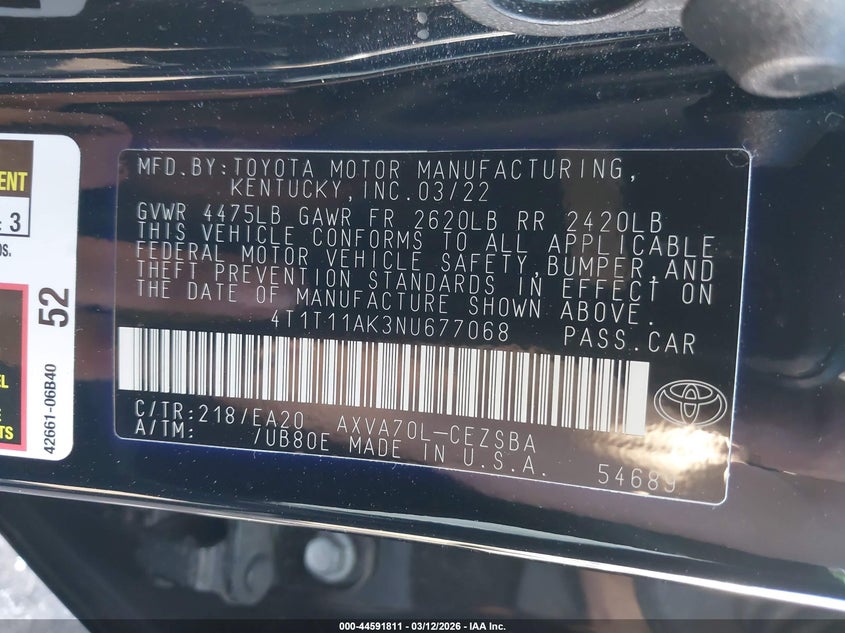 MFD.BY:TOYOTA MOTOR MANUFACTURING,
KENTUCKY,INC.03/22
GVWR 4475LB GAWR FR 2620LB RR 2420LB
THIS VEHICLE CONFORMS TO ALL APPLICABLE
FEDERAL MOTOR VEHICLE SAFETY,BUMPER,AND
THEFT PREVENTION STANDARDS IN EFFECT ON
THE DATE OF MANUFACTURE SHOWN ABOVE.
4T1T11AK3NU677068 PASS.CAR
C/TR:218/EA20 AXVA70L-CEZSBA
A/TM: /UB80E MADE IN U.S.A.
54689
3
52
42661-06B40
000-44591811 - 03/12/2026 - IAA Inc.